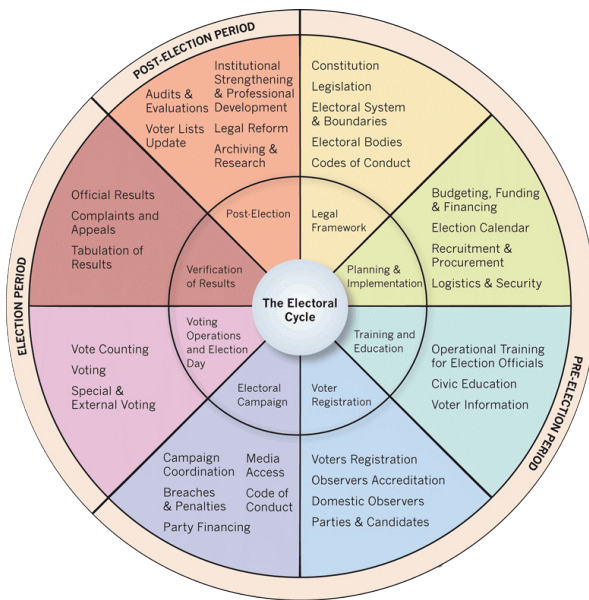 POST-ELECTION PERIOD
ELECTION PERIOD
PRE-ELECTION PERIOD
The Electoral
Cycle
Legal
Framework
Constitution
Legislation
Electoral System
& Boundaries
Electoral Bodies
Codes of Conduct
Planning &
Implementation
Budgeting, Funding
& Financing
Election Calendar
Recruitment &
Procurement
Logistics & Security
Training and
Education
Operational Training
for Election Officials
Civic Education
Voter Information
Voter
Registration
Voters Registration
Observers Accreditation
Domestic Observers
Parties & Candidates
Electoral
Campaign
Campaign
Coordination
Breaches
& Penalties
Party Financing
Media
Access
Code of
Conduct
Voting
Operations
and Election
Day
Vote Counting
Voting
Special &
External Voting
Verification
of Results
Official Results
Complaints and
Appeals
Tabulation of
Results
Post-Election
Audits &
Evaluations
Voter Lists
Update
Institutional
Strengthening
& Professional
Development
Legal Reform
Archiving &
Research